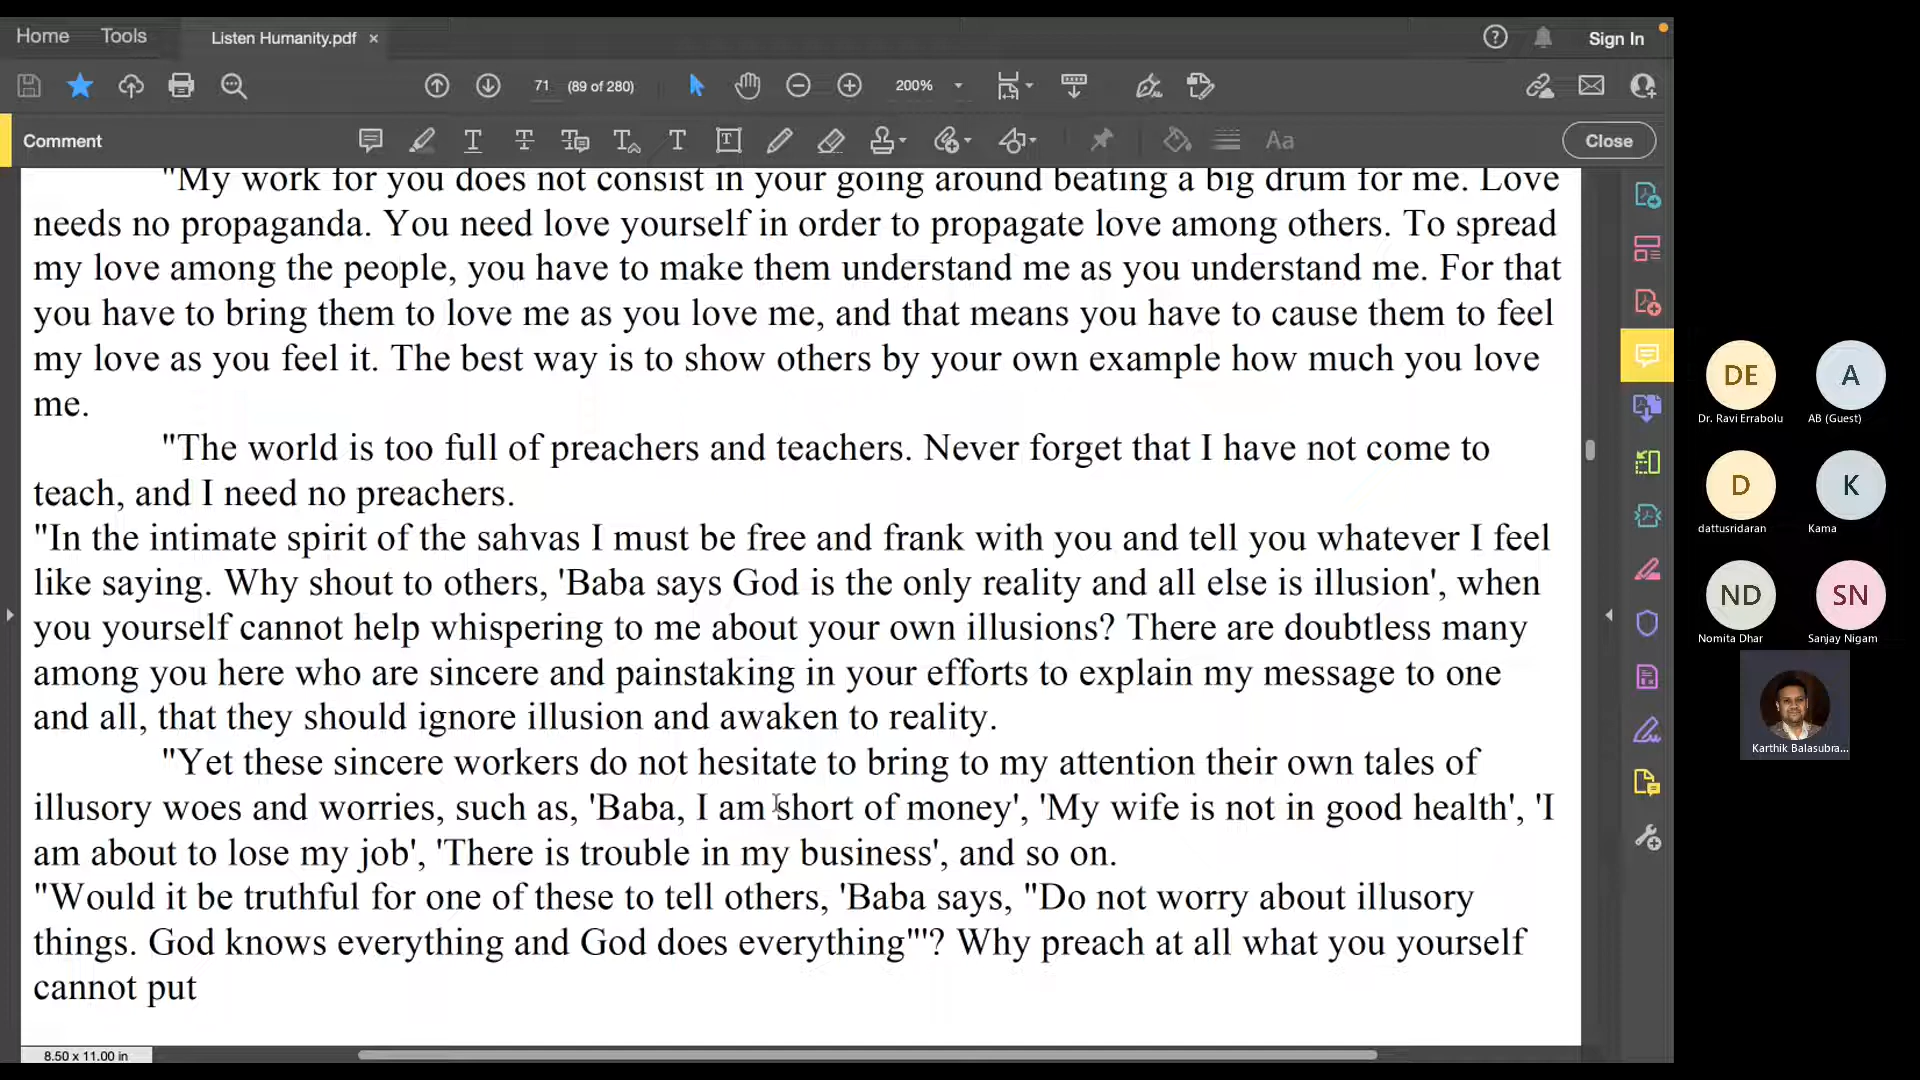 Home Tools Listen Humanity.pdf × Sign In
71 (89 of 280) 200%
Comment Close
"My work for you does not consist in your going around beating a big drum for me. Love
needs no propaganda. You need love yourself in order to propagate love among others. To spread
my love among the people, you have to make them understand me as you understand me. For that
you have to bring them to love me as you love me, and that means you have to cause them to feel
my love as you feel it. The best way is to show others by your own example how much you love
me.
"The world is too full of preachers and teachers. Never forget that I have not come to
teach, and I need no preachers.
"In the intimate spirit of the sahvas I must be free and frank with you and tell you whatever I feel
like saying. Why shout to others, 'Baba says God is the only reality and all else is illusion', when
you yourself cannot help whispering to me about your own illusions? There are doubtless many
among you here who are sincere and painstaking in your efforts to explain my message to one
and all, that they should ignore illusion and awaken to reality.
"Yet these sincere workers do not hesitate to bring to my attention their own tales of
illusory woes and worries, such as, 'Baba, I am short of money', 'My wife is not in good health', 'I
am about to lose my job', 'There is trouble in my business', and so on.
"Would it be truthful for one of these to tell others, 'Baba says, "Do not worry about illusory
things. God knows everything and God does everything"'? Why preach at all what you yourself
cannot put
8.50 x 11.00 in
DE A
Dr. Ravi Errabolu AB (Guest)
D K
dattusridaran Kama
ND SN
Nomita Dhar Sanjay Nigam
Karthik Balasubra...